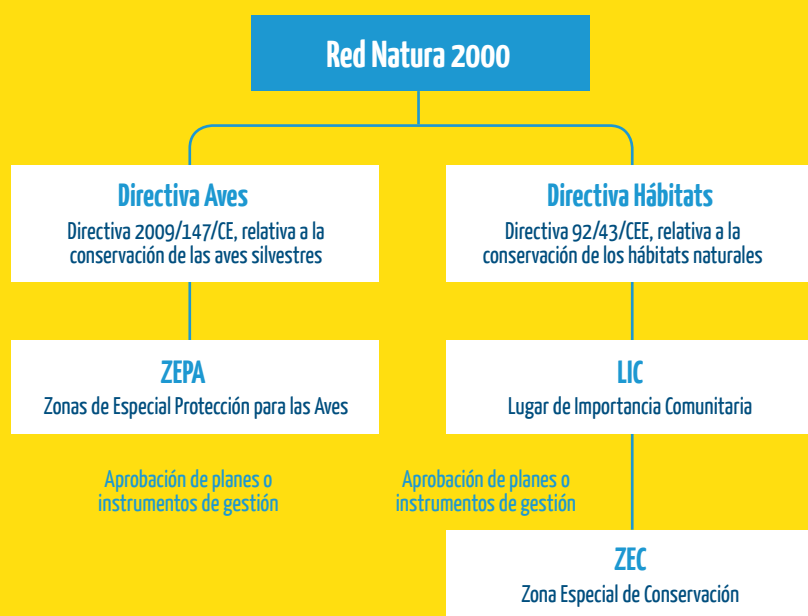 Red Natura 2000
Directiva Aves
Directiva 2009/147/CE, relativa a la
conservación de las aves silvestres
Directiva Hábitats
Directiva 92/43/CEE, relativa a la
conservación de los hábitats naturales
ZEPA
Zonas de Especial Protección para las Aves
LIC
Lugar de Importancia Comunitaria
Aprobación de planes o
instrumentos de gestión
Aprobación de planes o
instrumentos de gestión
ZEC
Zona Especial de Conservación